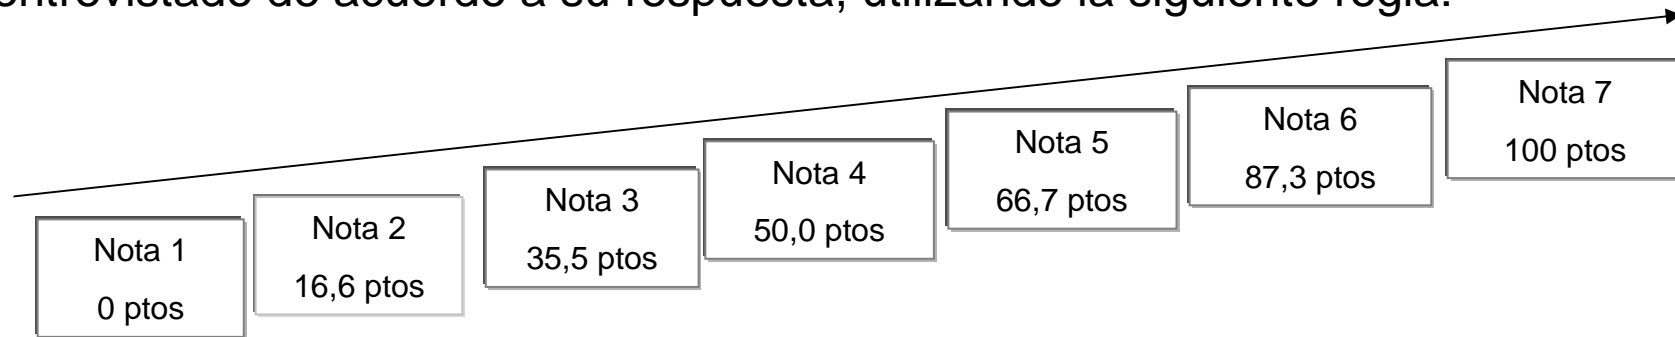 entrevistado de acuerdo a su respuesta, utilizando la siguiente regla:
Nota 1
0 ptos
Nota 2
16,6 ptos
Nota 3
35,5 ptos
Nota 4
50,0 ptos
Nota 5
66,7 ptos
Nota 6
87,3 ptos
Nota 7
100 ptos